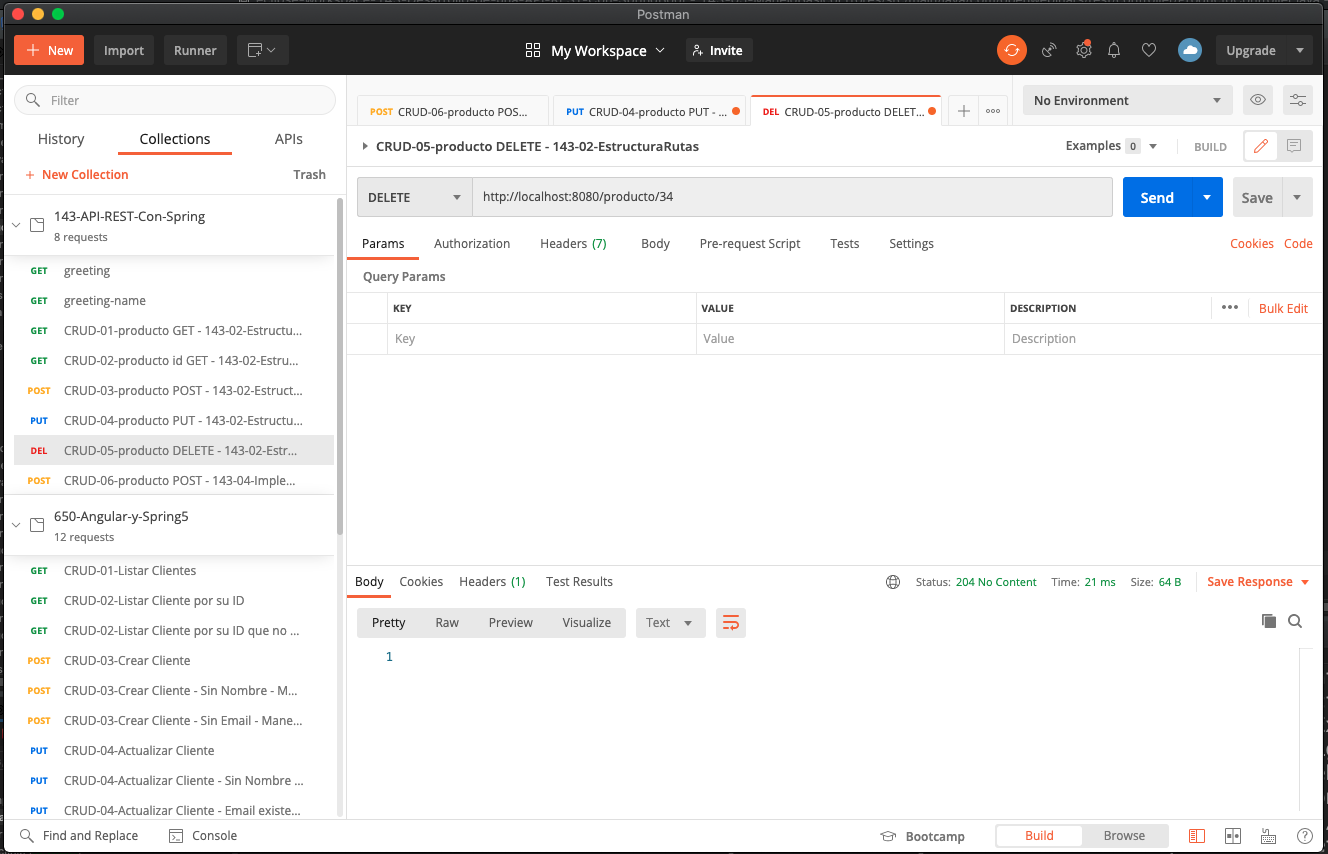 Postman
New Import Runner My Workspace Invite Upgrade
Filter
History Collections APIs
+ New Collection Trash
143-API-REST-Con-Spring
8 requests
GET greeting
GET greeting-name
GET CRUD-01-producto GET - 143-02-Estructu...
GET CRUD-02-producto id GET - 143-02-Estru...
POST CRUD-03-producto POST - 143-02-Estruct...
PUT CRUD-04-producto PUT - 143-02-Estructu...
DEL CRUD-05-producto DELETE - 143-02-Estr...
POST CRUD-06-producto POST - 143-04-Imple...
650-Angular-y-Spring5
12 requests
GET CRUD-01-Listar Clientes
GET CRUD-02-Listar Cliente por su ID
GET CRUD-02-Listar Cliente por su ID que no ...
POST CRUD-03-Crear Cliente
POST CRUD-03-Crear Cliente - Sin Nombre - M...
POST CRUD-03-Crear Cliente - Sin Email - Mane...
PUT CRUD-04-Actualizar Cliente
PUT CRUD-04-Actualizar Cliente - Sin Nombre ...
PUT CRUD-04-Actualizar Cliente - Email existe...
POST CRUD-06-producto POS... PUT CRUD-04-producto PUT - ... DEL CRUD-05-producto DELET... No Environment
CRUD-05-producto DELETE - 143-02-EstructuraRutas Examples 0 BUILD
DELETE http://localhost:8080/producto/34 Send Save
Params Authorization Headers (7) Body Pre-request Script Tests Settings Cookies Code
Query Params
KEY VALUE DESCRIPTION Bulk Edit
Key Value Description
Body Cookies Headers (1) Test Results Status: 204 No Content Time: 21 ms Size: 64 B Save Response
Pretty Raw Preview Visualize Text
1
Find and Replace Console Bootcamp Build Browse